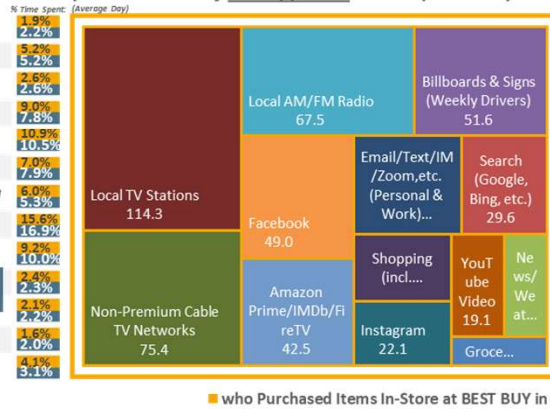 % Time Spent: (Average Day)
1.9%
2.2%
5.2%
5.2%
2.6%
2.6%
9.0%
7.8%
10.9%
10.5%
7.0%
7.9%
6.0%
5.3%
15.6%
16.9%
9.2%
10.0%
2.4%
2.3%
2.1%
2.2%
1.6%
2.0%
4.1%
3.1%
Local TV Stations
114.3
Non-Premium Cable
TV Networks
75.4
Local AM/FM Radio
67.5
Billboards & Signs
(Weekly Drivers)
51.6
Facebook
49.0
Amazon
Prime/IMDb/Fi
reTV
42.5
Email/Text/IM
/Zoom,etc.
(Personal &
Work)...
Search
(Google,
Bing, etc.)
29.6
Shopping
(incl....
Instagram
22.1
YouT
ube
Video
19.1
Ne
ws/
We
at...
Groce...
who Purchased Items In-Store at BEST BUY in